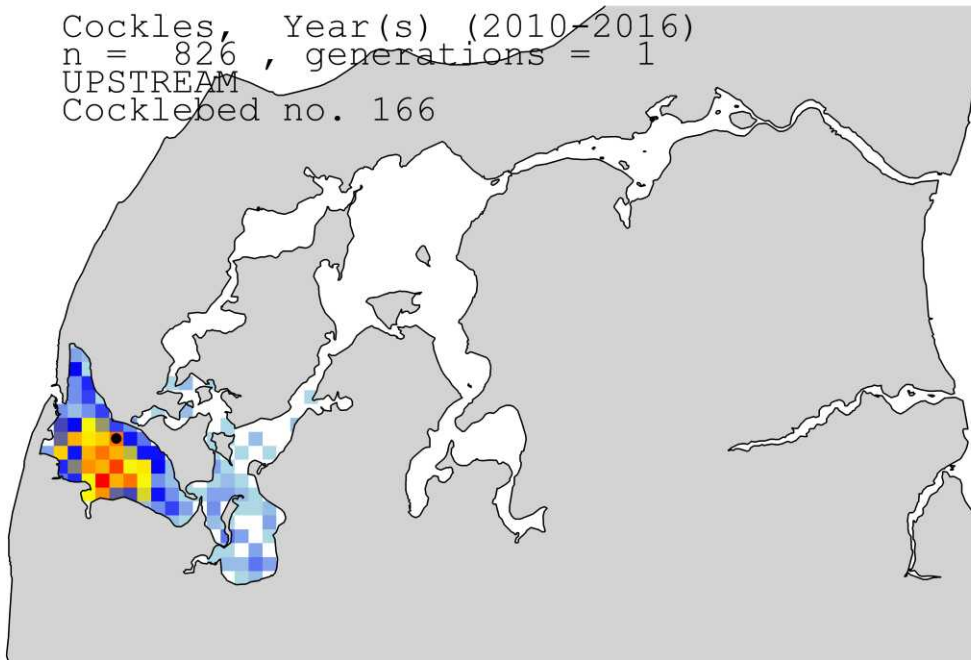 Cockles, Year(s) (2010-2016)
n = 826 , generations = 1
UPSTREAM
Cocklebed no. 166